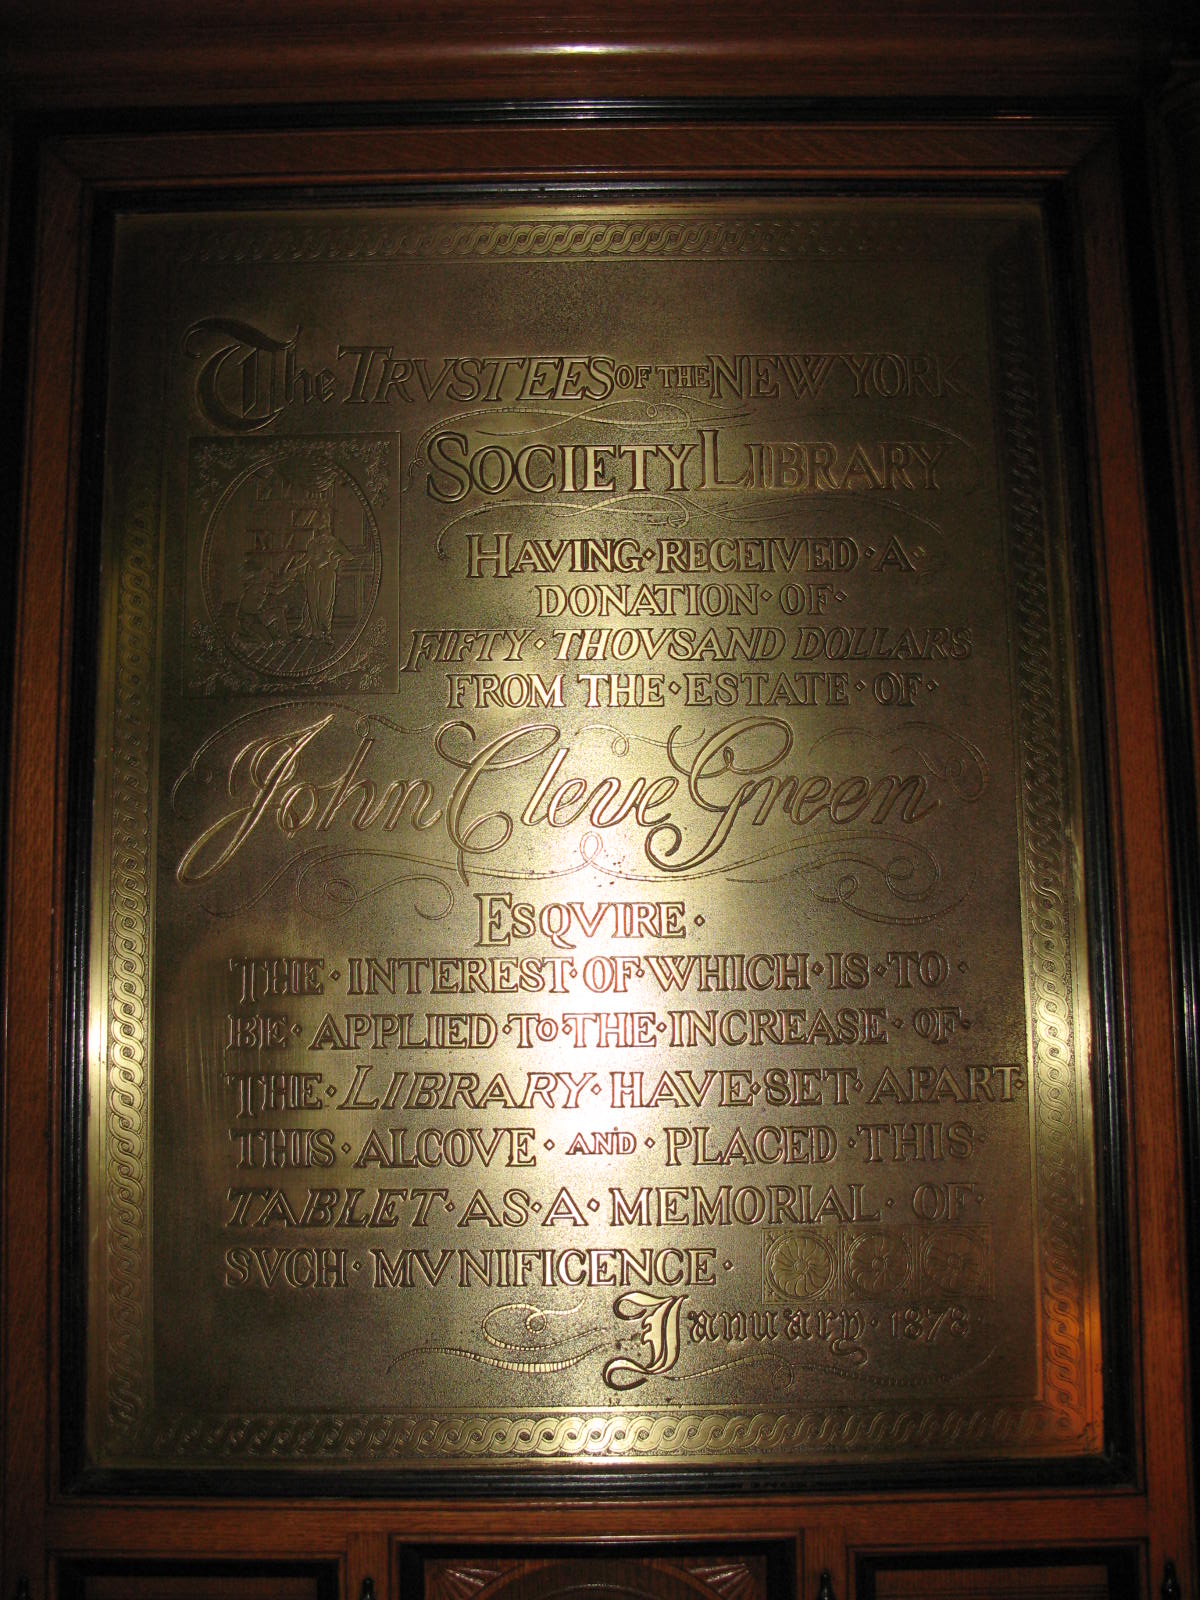 The TRVSTEES OF THE NEW YORK
SOCIETY LIBRARY
HAVING·RECEIVED·A·
DONATION·OF·
FIFTY·THOVSAND DOLLARS
FROM THE·ESTATE·OF·
John Cleve Green
ESQVIRE·
THE·INTEREST·OF·WHICH·IS·TO·
BE·APPLIED·To·THE·INCREASE·OF·
THE·LIBRARY·HAVE·SET·APART·
THIS·ALCOVE·AND·PLACED·THIS·
TABLET·AS·A·MEMORIAL·OF·
SVCH·MVNIFICENCE·
January·1878·